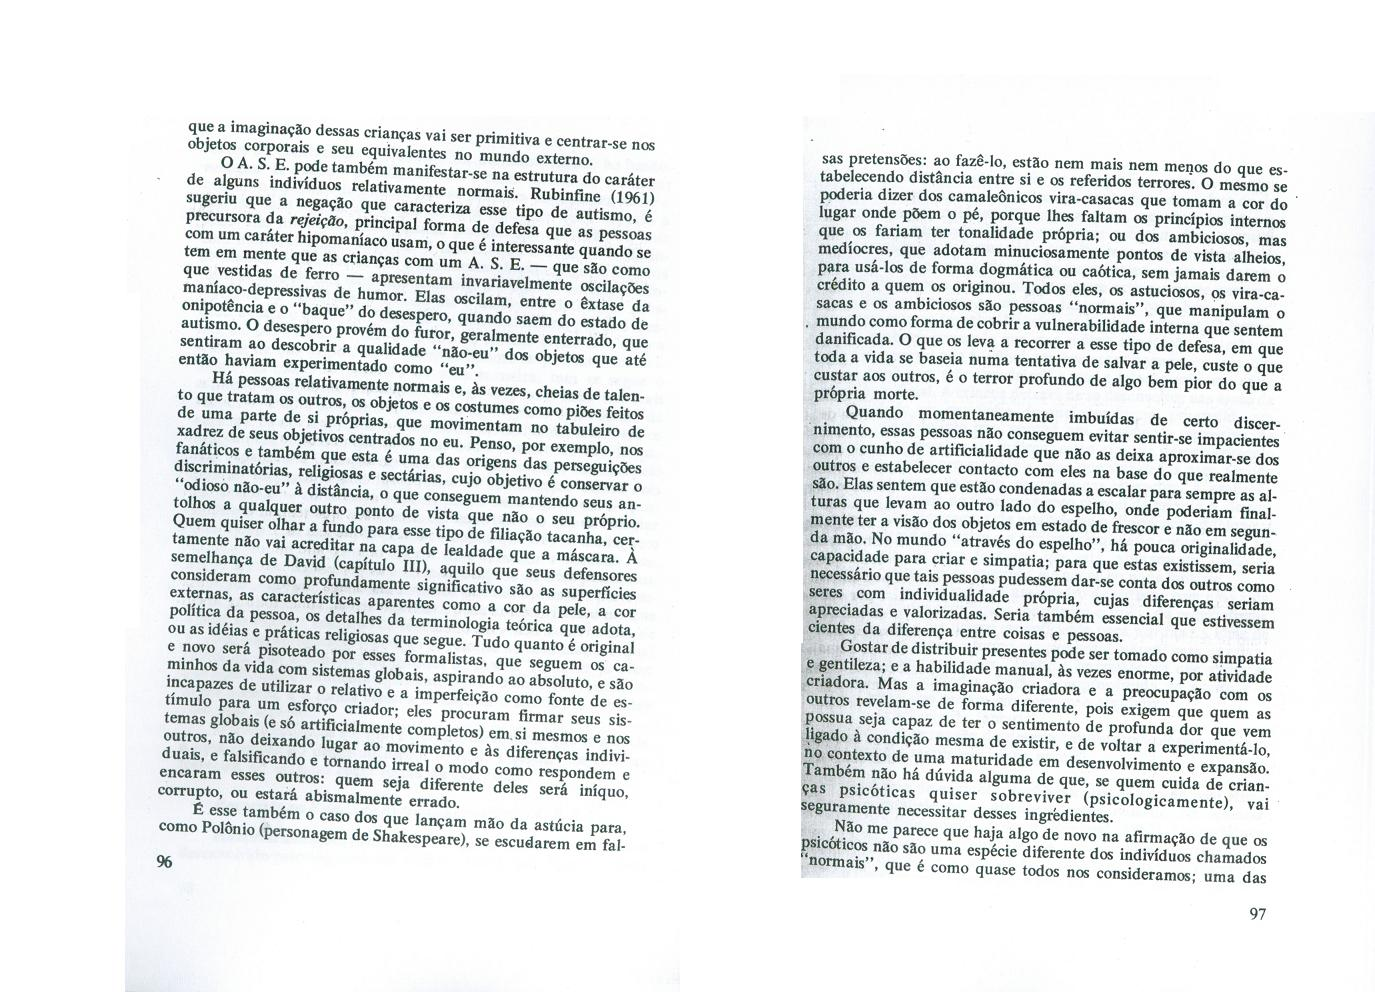 que a imaginação dessas crianças vai ser primitiva e centrar-se nos
objetos corporais e seu equivalentes no mundo externo.
O A. S. E. pode também manifestar-se na estrutura do caráter
de alguns indivíduos relativamente normais. Rubinfine (1961)
sugeriu que a negação que caracteriza esse tipo de autismo, é
precursora da rejeição, principal forma de defesa que as pessoas
com um caráter hipomaníaco usam, o que é interessante quando se
tem em mente que as crianças com um A. S. E. — que são como
que vestidas de ferro — apresentam invariavelmente oscilações
maníaco-depressivas de humor. Elas oscilam, entre o êxtase da
onipotência e o "baque" do desespero, quando saem do estado de
autismo. O desespero provém do furor, geralmente enterrado, que
sentiram ao descobrir a qualidade "não-eu" dos objetos que até
então haviam experimentado como "eu".
Há pessoas relativamente normais e, às vezes, cheias de talen-
to que tratam os outros, os objetos e os costumes como piões feitos
de uma parte de si próprias, que movimentam no tabuleiro de
xadrez de seus objetivos centrados no eu. Penso, por exemplo, nos
fanáticos e também que esta é uma das origens das perseguições
discriminatórias, religiosas e sectárias, cujo objetivo é conservar o
"odioso não-eu" à distância, o que conseguem mantendo seus an-
tolhos a qualquer outro ponto de vista que não o seu próprio.
Quem quiser olhar a fundo para esse tipo de filiação tacanha, cer-
tamente não vai acreditar na capa de lealdade que a máscara. À
semelhança de David (capítulo III), aquilo que seus defensores
consideram como profundamente significativo são as superfícies
externas, as características aparentes como a cor da pele, a cor
política da pessoa, os detalhes da terminologia teórica que adota,
ou as idéias e práticas religiosas que segue. Tudo quanto é original
e novo será pisoteado por esses formalistas, que seguem os ca-
minhos da vida com sistemas globais, aspirando ao absoluto, e são
incapazes de utilizar o relativo e a imperfeição como fonte de es-
tímulo para um esforço criador; eles procuram firmar seus sis-
temas globais (e só artificialmente completos) em si mesmos e nos
outros, não deixando lugar ao movimento e às diferenças indivi-
duais, e falsificando e tornando irreal o modo como respondem e
encaram esses outros: quem seja diferente deles será iníquo,
corrupto, ou estará abismalmente errado.
É esse também o caso dos que lançam mão da astúcia para,
como Polônio (personagem de Shakespeare), se escudarem em fal-
96
sas pretensões: ao fazê-lo, estão nem mais nem menos do que es-
tabelecendo distância entre si e os referidos terrores. O mesmo se
poderia dizer dos camaleônicos vira-casacas que tomam a cor do
lugar onde põem o pé, porque lhes faltam os princípios internos
que os fariam ter tonalidade própria; ou dos ambiciosos, mas
medíocres, que adotam minuciosamente pontos de vista alheios,
para usá-los de forma dogmática ou caótica, sem jamais darem o
crédito a quem os originou. Todos eles, os astuciosos, os vira-ca-
sacas e os ambiciosos são pessoas "normais", que manipulam o
mundo como forma de cobrir a vulnerabilidade interna que sentem
danificada. O que os leva a recorrer a esse tipo de defesa, em que
toda a vida se baseia numa tentativa de salvar a pele, custe o que
custar aos outros, é o terror profundo de algo bem pior do que a
própria morte.
Quando momentaneamente imbuídas de certo discer-
nimento, essas pessoas não conseguem evitar sentir-se impacientes
com o cunho de artificialidade que não as deixa aproximar-se dos
outros e estabelecer contacto com eles na base do que realmente
são. Elas sentem que estão condenadas a escalar para sempre as al-
turas que levam ao outro lado do espelho, onde poderiam final-
mente ter a visão dos objetos em estado de frescor e não em segun-
da mão. No mundo "através do espelho", há pouca originalidade,
capacidade para criar e simpatia; para que estas existissem, seria
necessário que tais pessoas pudessem dar-se conta dos outros como
seres com individualidade própria, cujas diferenças seriam
apreciadas e valorizadas. Seria também essencial que estivessem
cientes da diferença entre coisas e pessoas.
Gostar de distribuir presentes pode ser tomado como simpatia
e gentileza; e a habilidade manual, às vezes enorme, por atividade
criadora. Mas a imaginação criadora e a preocupação com os
outros revelam-se de forma diferente, pois exigem que quem as
possua seja capaz de ter o sentimento de profunda dor que vem
ligado à condição mesma de existir, e de voltar a experimentá-lo,
no contexto de uma maturidade em desenvolvimento e expansão.
Também não há dúvida alguma de que, se quem cuida de crian-
ças psicóticas quiser sobreviver (psicologicamente), vai
seguramente necessitar desses ingredientes.
Não me parece que haja algo de novo na afirmação de que os
psicóticos não são uma espécie diferente dos indivíduos chamados
"normais", que é como quase todos nos consideramos; uma das
97